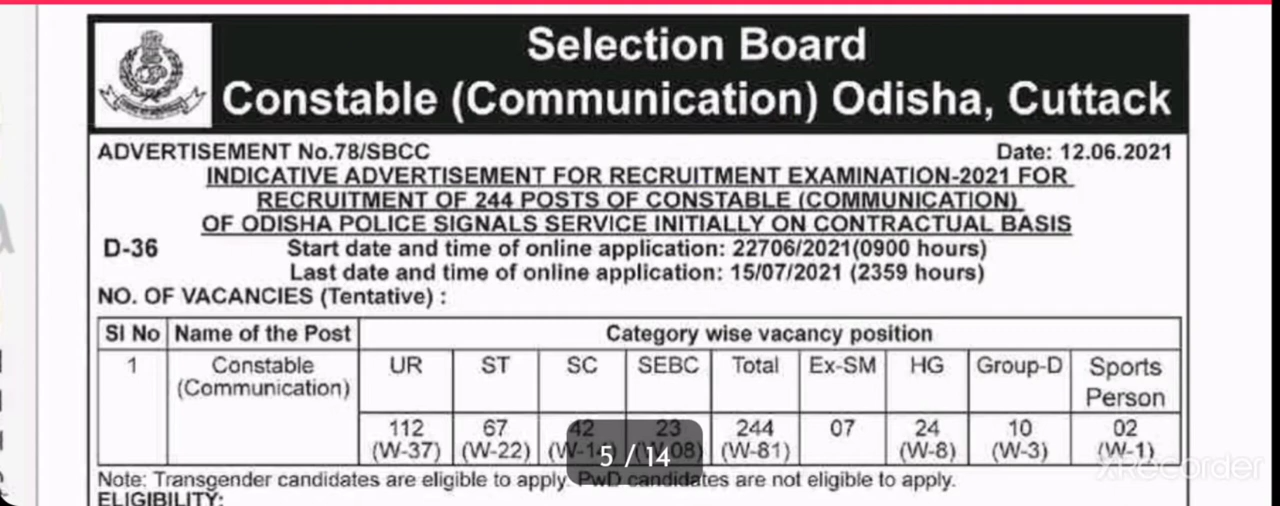 Selection Board
Constable (Communication) Odisha, Cuttack
ADVERTISEMENT No.78/SBCC Date: 12.06.2021
INDICATIVE ADVERTISEMENT FOR RECRUITMENT EXAMINATION-2021 FOR
RECRUITMENT OF 244 POSTS OF CONSTABLE (COMMUNICATION)
OF ODISHA POLICE SIGNALS SERVICE INITIALLY ON CONTRACTUAL BASIS
D-36 Start date and time of online application: 22706/2021(0900 hours)
Last date and time of online application: 15/07/2021 (2359 hours)
NO. OF VACANCIES (Tentative) :
Sl No Name of the Post Category wise vacancy position
1 Constable UR ST SC SEBC Total Ex-SM HG Group-D Sports
(Communication) Person
112 67 42 23 244 07 24 10 02
(W-37) (W-22) (W-14) (W-08) (W-81) (W-8) (W-3) (W-1)
5 / 14
XRecorder
Note: Transgender candidates are eligible to apply. PwD candidates are not eligible to apply.
ELIGIBILITY: